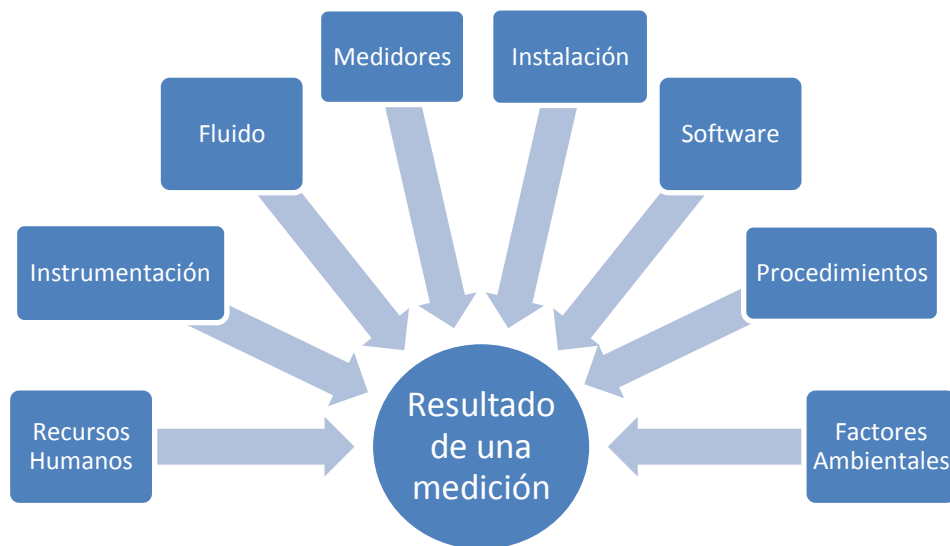 Medidores
Instalación
Fluido
Software
Instrumentación
Procedimientos
Recursos
Humanos
Resultado
de una
medición
Factores
Ambientales